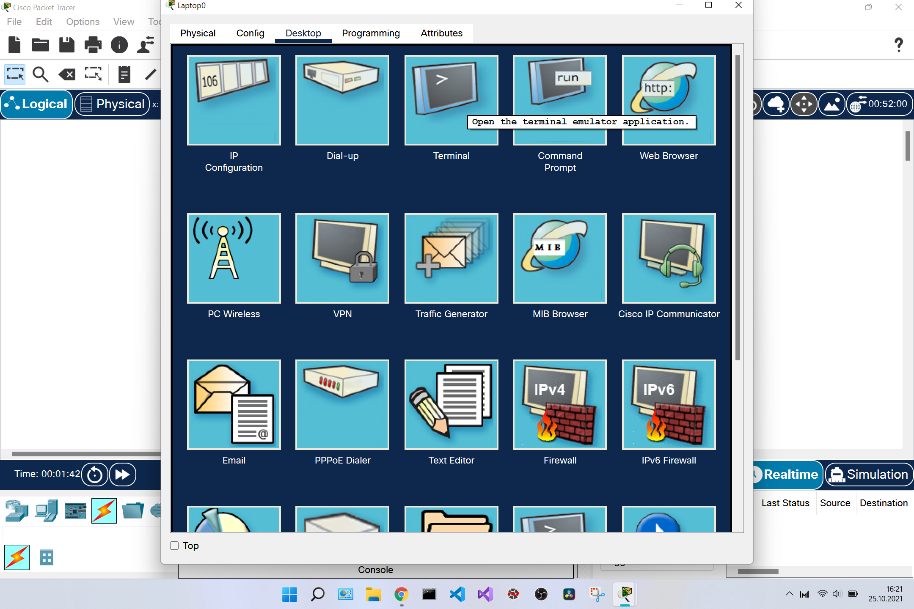 Cisco Packet Tracer
Laptop0
File Edit Options View
Physical Config Desktop Programming Attributes
?
Logical
Physical
00:52:00
106
>
run
http:
Open the terminal emulator application.
IP
Configuration
Dial-up
Terminal
Command
Prompt
Web Browser
MIB
PC Wireless
VPN
Traffic Generator
MIB Browser
Cisco IP Communicator
@
IPv4
IPv6
Email
PPPoE Dialer
Text Editor
Firewall
IPv6 Firewall
Time: 00:01:42
Realtime
Simulation
Last Status Source Destination
Top
Console
16:21
25.10.2021